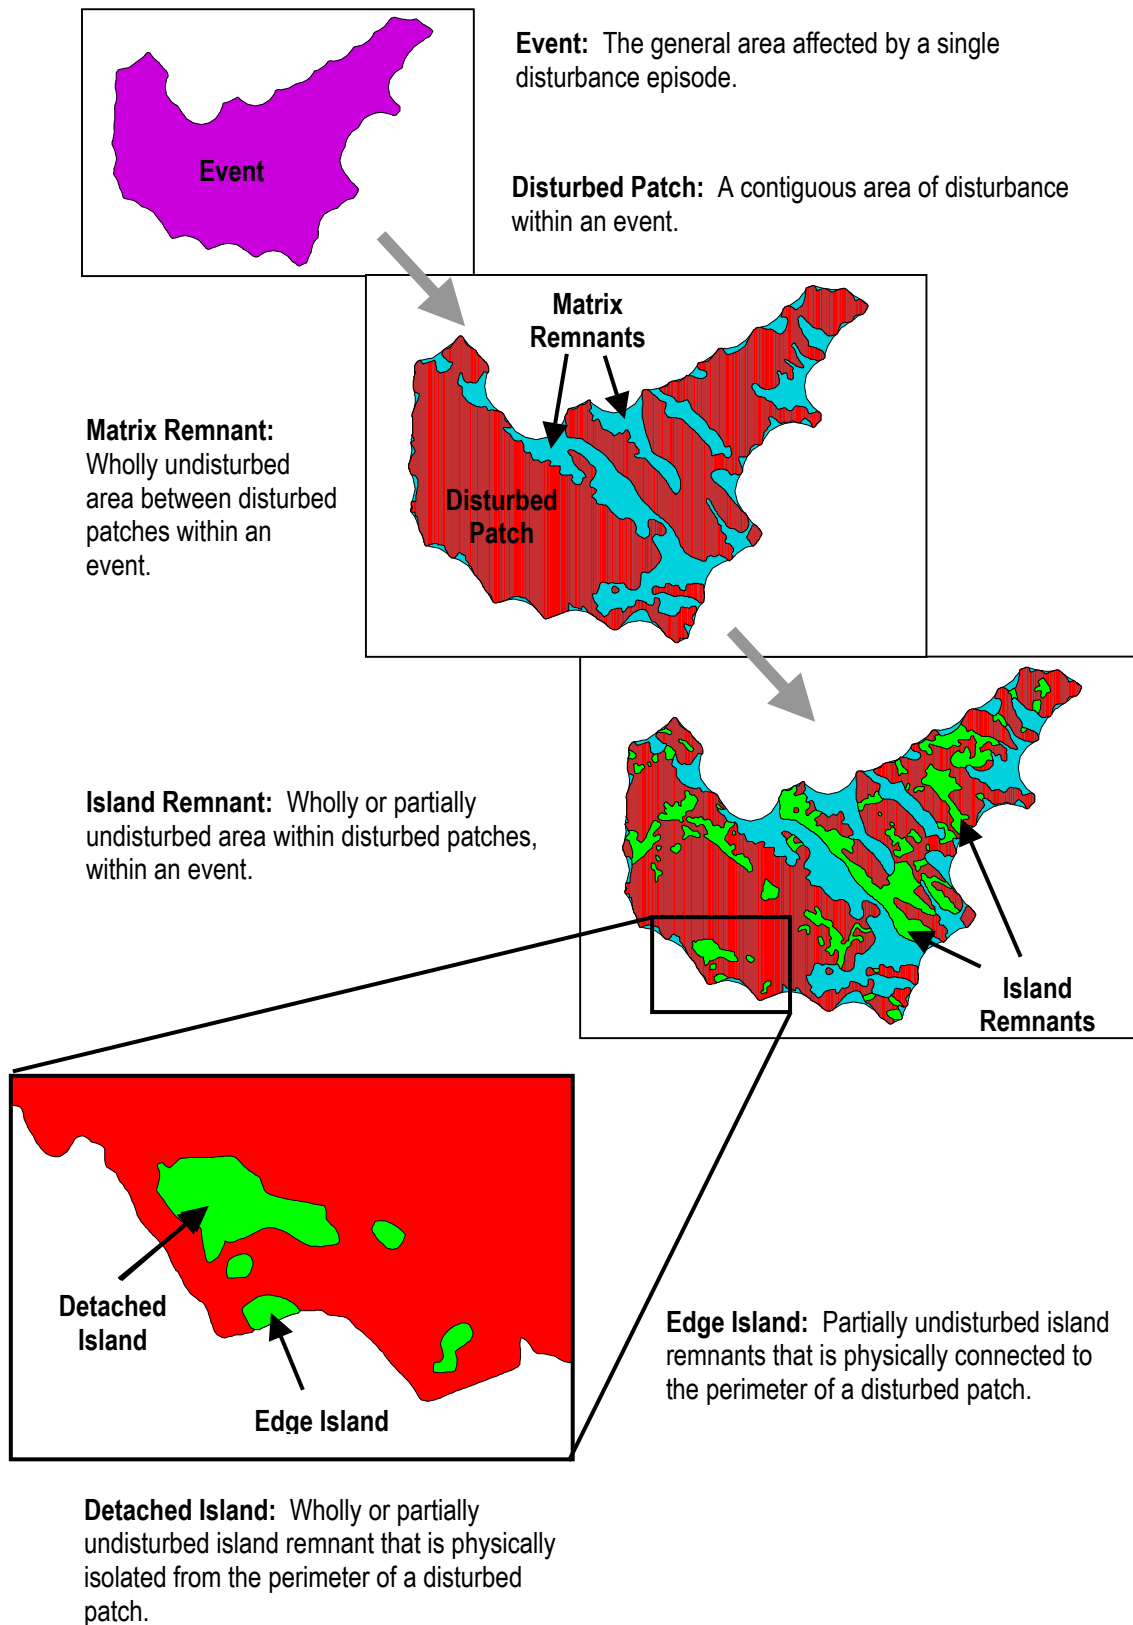 Event: The general area affected by a single
disturbance episode.
Event
Disturbed Patch: A contiguous area of disturbance
within an event.
Matrix
Remnants
Matrix Remnant:
Wholly undisturbed
area between disturbed
patches within an
event.
Disturbed
Patch
Island Remnant: Wholly or partially
undisturbed area within disturbed patches,
within an event.
Island
Remnants
Detached
Island
Edge Island
Edge Island: Partially undisturbed island
remnants that is physically connected to
the perimeter of a disturbed patch.
Detached Island: Wholly or partially
undisturbed island remnant that is physically
isolated from the perimeter of a disturbed
patch.